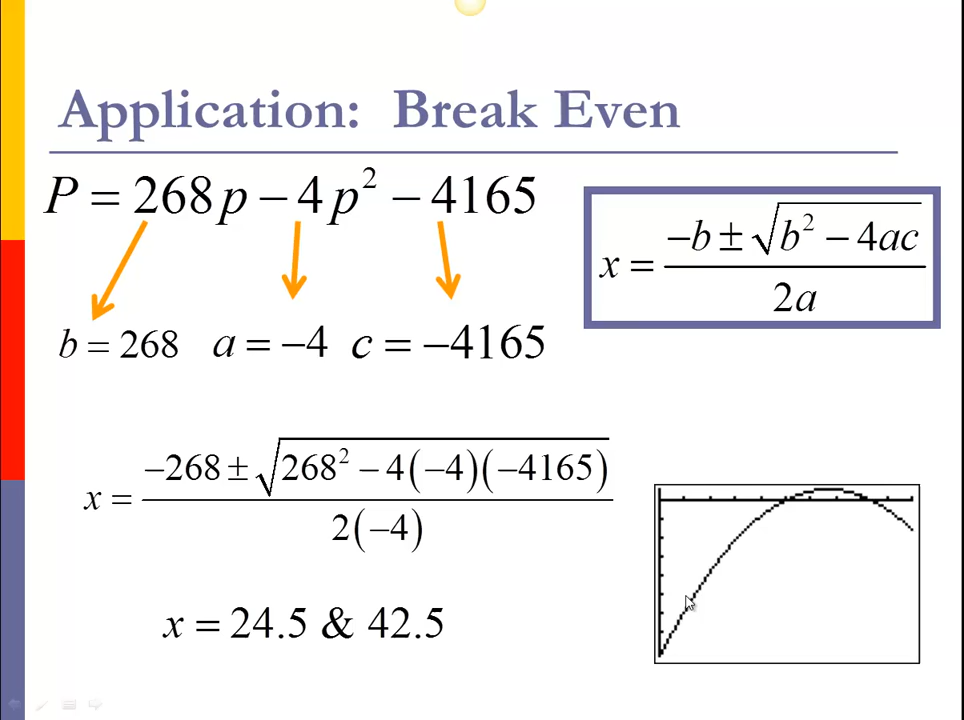 Application: Break Even
P = 268p − 4p² − 4165
x = (−b ± √(b² − 4ac)) / 2a
b = 268 a = −4 c = −4165
x = (−268 ± √(268² − 4(−4)(−4165))) / 2(−4)
x = 24.5 & 42.5